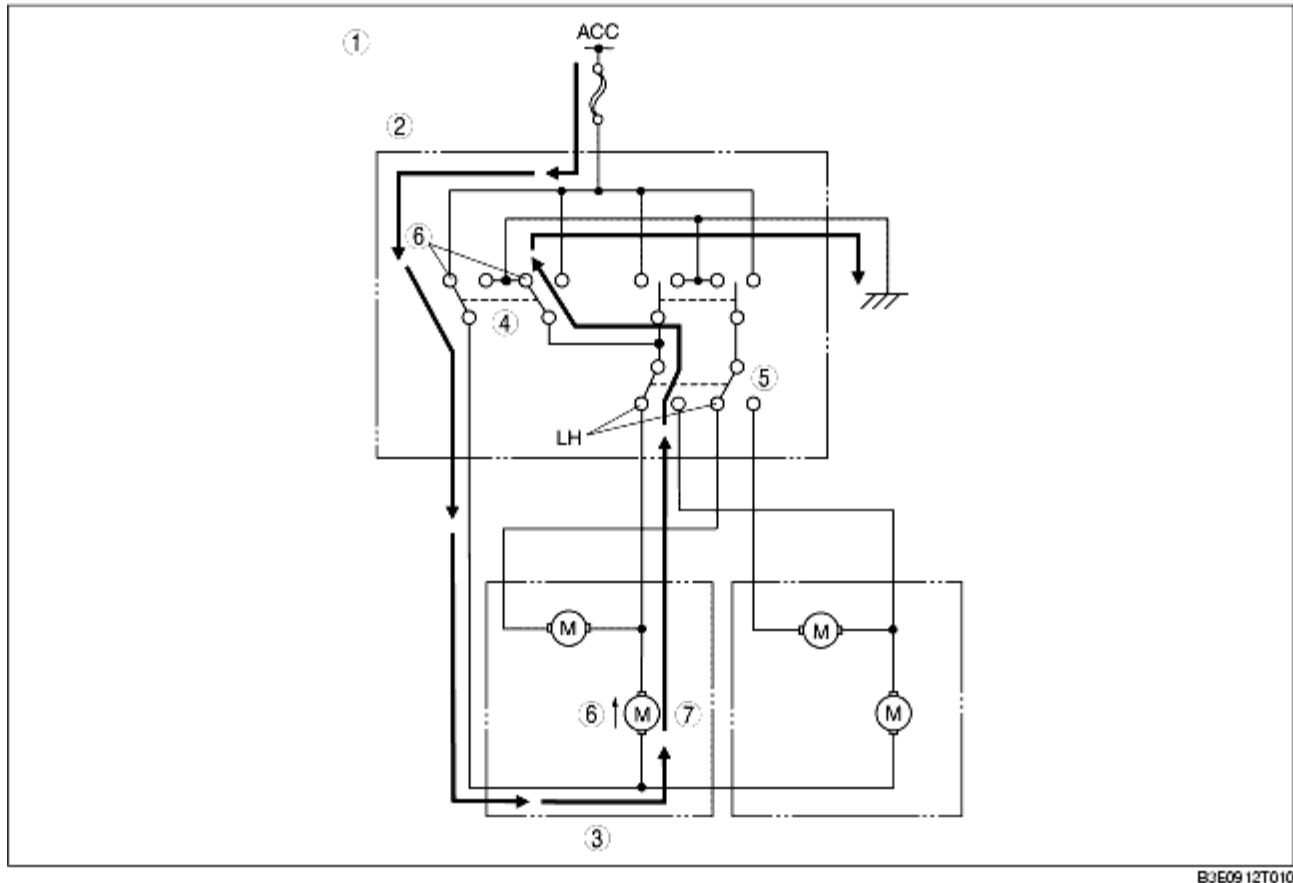 ① ACC
②
⑥
④
⑤
LH
M M
⑥ M ⑦ M
③
B3E0912T010